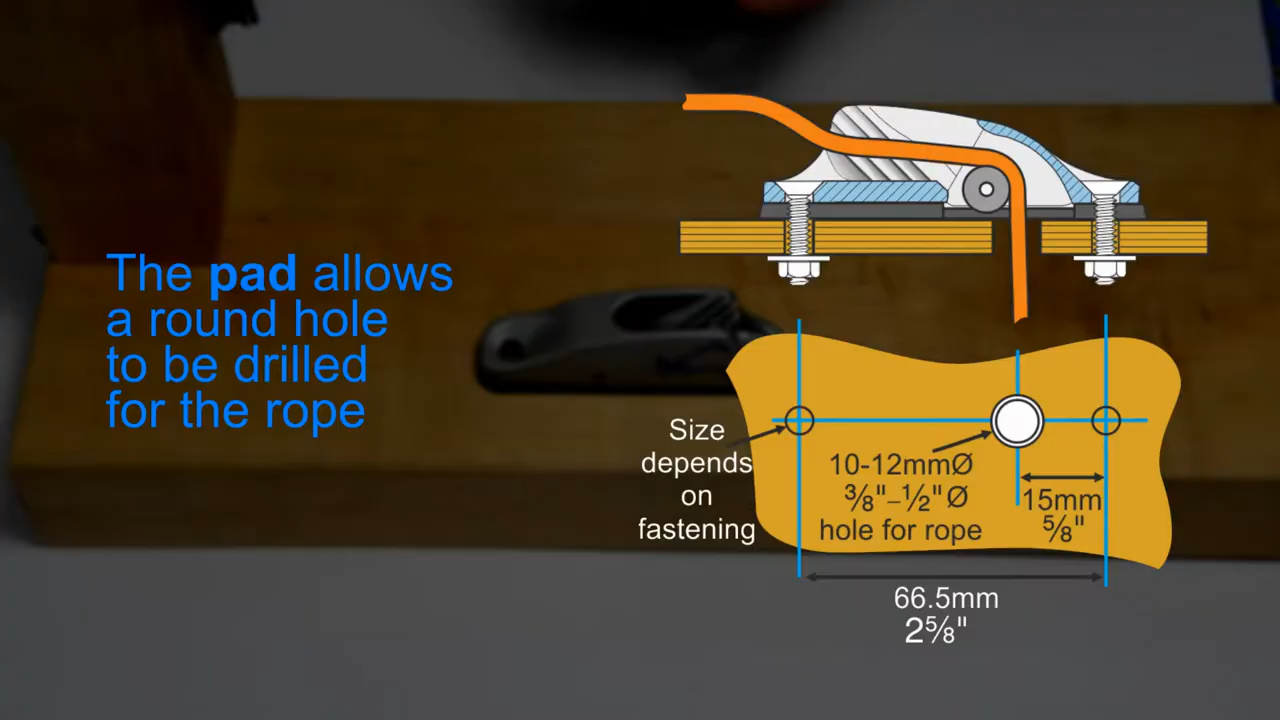 The pad allows
a round hole
to be drilled
for the rope
Size
depends
on
fastening
10-12mmØ
⅜"–½" Ø
hole for rope
15mm
⅝"
66.5mm
2⅝"